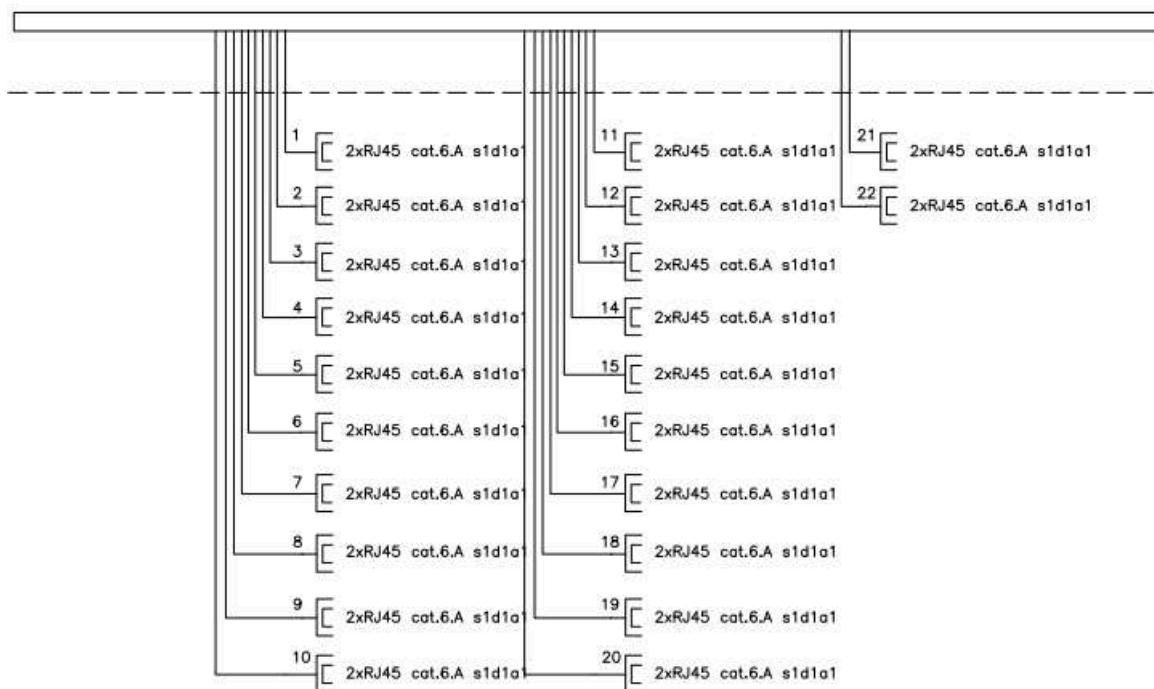 1 2xRJ45 cat.6.A s1d1a1
2 2xRJ45 cat.6.A s1d1a1
3 2xRJ45 cat.6.A s1d1a1
4 2xRJ45 cat.6.A s1d1a1
5 2xRJ45 cat.6.A s1d1a1
6 2xRJ45 cat.6.A s1d1a1
7 2xRJ45 cat.6.A s1d1a1
8 2xRJ45 cat.6.A s1d1a1
9 2xRJ45 cat.6.A s1d1a1
10 2xRJ45 cat.6.A s1d1a1
11 2xRJ45 cat.6.A s1d1a1
12 2xRJ45 cat.6.A s1d1a1
13 2xRJ45 cat.6.A s1d1a1
14 2xRJ45 cat.6.A s1d1a1
15 2xRJ45 cat.6.A s1d1a1
16 2xRJ45 cat.6.A s1d1a1
17 2xRJ45 cat.6.A s1d1a1
18 2xRJ45 cat.6.A s1d1a1
19 2xRJ45 cat.6.A s1d1a1
20 2xRJ45 cat.6.A s1d1a1
21 2xRJ45 cat.6.A s1d1a1
22 2xRJ45 cat.6.A s1d1a1